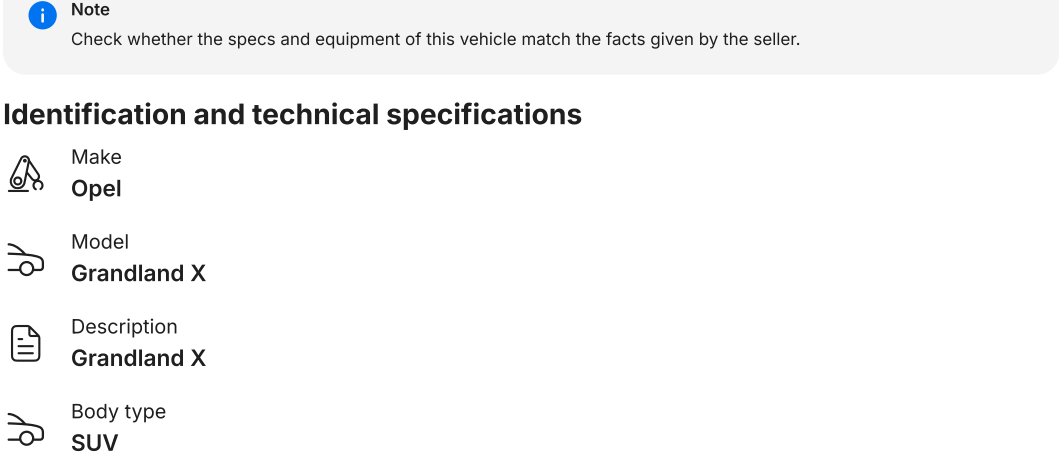 Note
Check whether the specs and equipment of this vehicle match the facts given by the seller.
Identification and technical specifications
Make
Opel
Model
Grandland X
Description
Grandland X
Body type
SUV